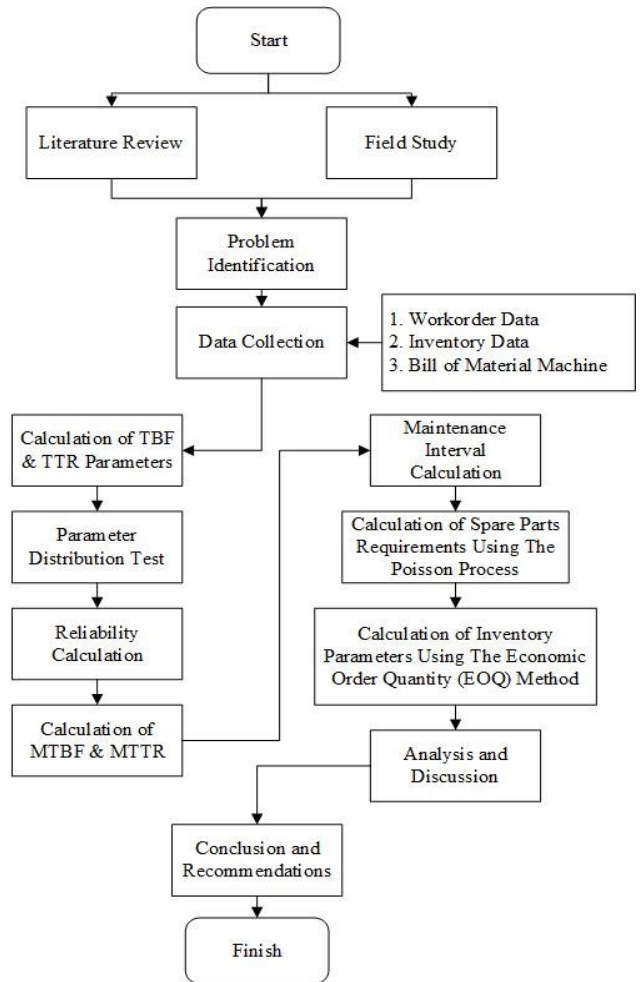 Start
Literature Review
Field Study
Problem
Identification
Data Collection
1. Workorder Data
2. Inventory Data
3. Bill of Material Machine
Calculation of TBF
& TTR Parameters
Parameter
Distribution Test
Reliability
Calculation
Calculation of
MTBF & MTTR
Maintenance
Interval
Calculation
Calculation of Spare Parts
Requirements Using The
Poisson Process
Calculation of Inventory
Parameters Using The Economic
Order Quantity (EOQ) Method
Analysis and
Discussion
Conclusion and
Recommendations
Finish